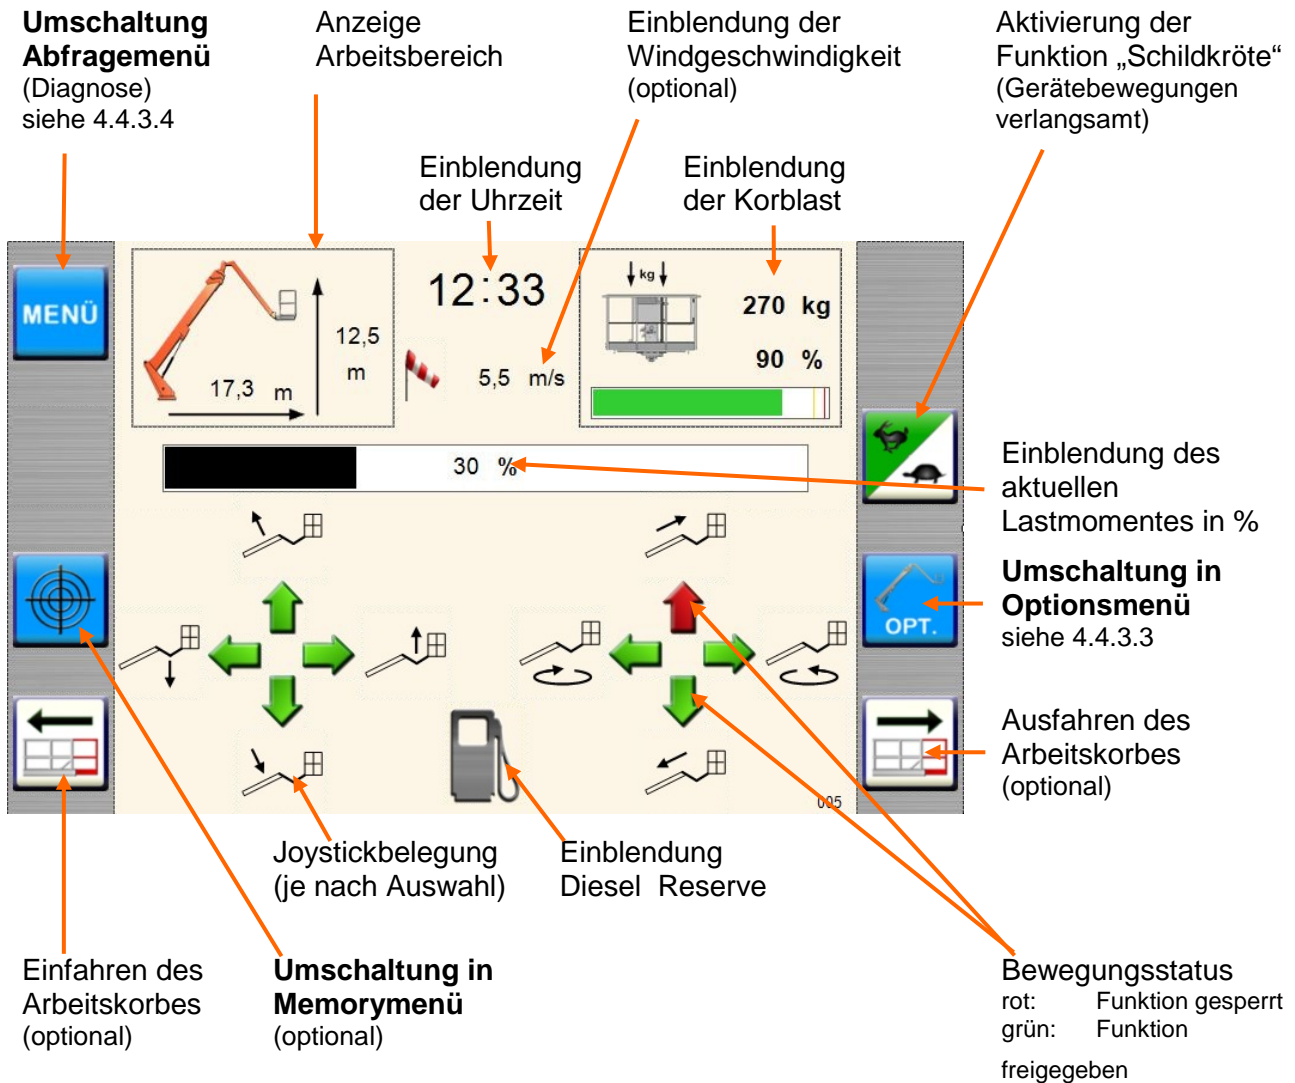 Umschaltung
Abfragemenü
(Diagnose)
siehe 4.4.3.4
Anzeige
Arbeitsbereich
Einblendung der
Windgeschwindigkeit
(optional)
Aktivierung der
Funktion „Schildkröte“
(Gerätebewegungen
verlangsamt)
Einblendung
der Uhrzeit
Einblendung
der Korblast
MENÜ
12,5
m
17,3 m
12:33
5,5 m/s
kg
270 kg
90 %
30 %
Einblendung des
aktuellen
Lastmomentes in %
OPT.
Umschaltung in
Optionsmenü
siehe 4.4.3.3
Ausfahren des
Arbeitskorbes
(optional)
005
Joystickbelegung
(je nach Auswahl)
Einblendung
Diesel Reserve
Einfahren des
Arbeitskorbes
(optional)
Umschaltung in
Memorymenü
(optional)
Bewegungsstatus
rot: Funktion gesperrt
grün: Funktion
freigegeben